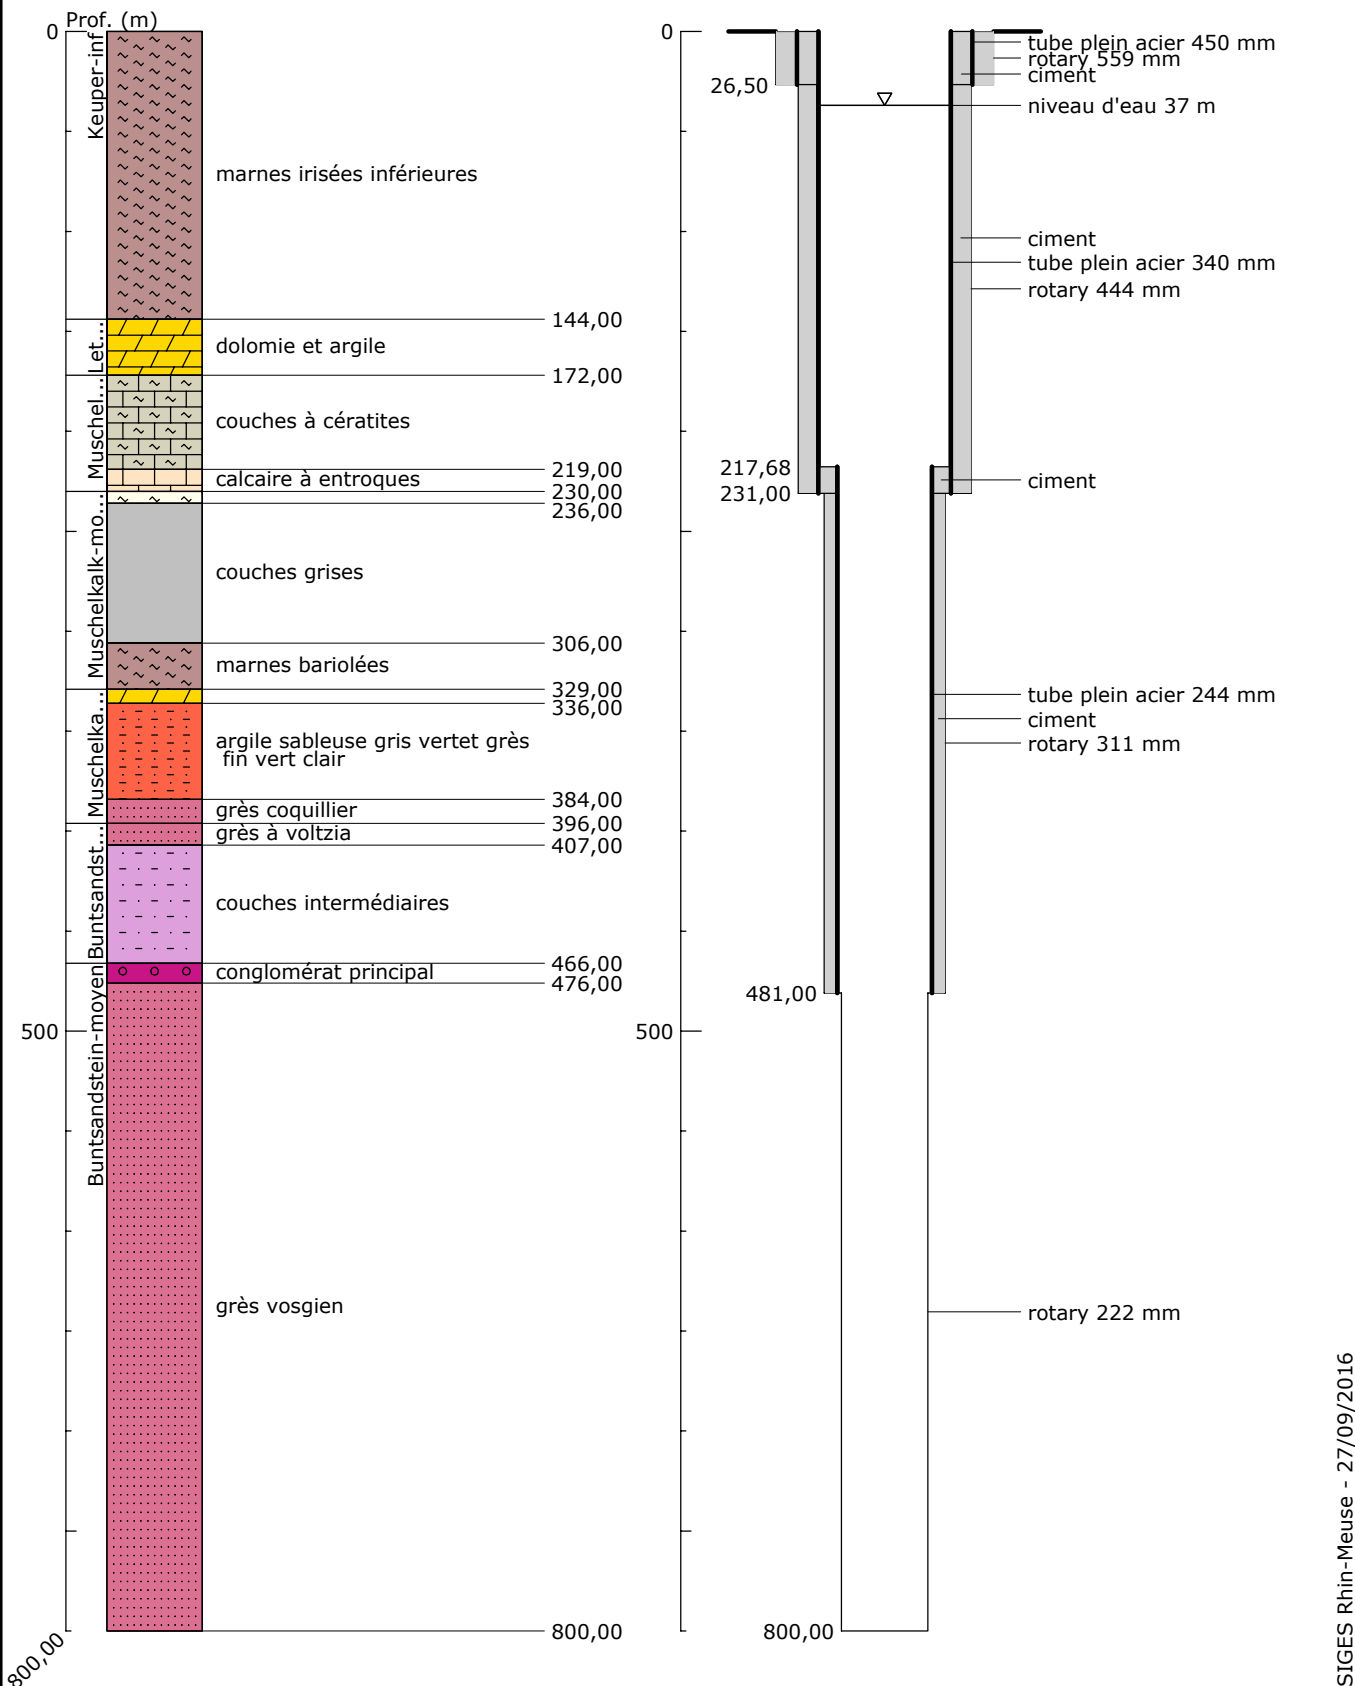 Prof. (m)
0
Keuper-inf
marnes irisées inférieures
144,00
Let...
dolomie et argile
172,00
Muschel...
couches à cératites
219,00
calcaire à entroques
230,00
236,00
Muschelkalk-mo...
couches grises
306,00
marnes bariolées
329,00
336,00
Muschelka...
argile sableuse gris vertet grès
fin vert clair
384,00
grès coquillier
396,00
grès à voltzia
407,00
Buntsandst...
couches intermédiaires
466,00
conglomérat principal
476,00
Buntsandstein-moyen
500
grès vosgien
800,00
800,00
0
tube plein acier 450 mm
rotary 559 mm
ciment
26,50
niveau d'eau 37 m
ciment
tube plein acier 340 mm
rotary 444 mm
217,68
231,00
ciment
tube plein acier 244 mm
ciment
rotary 311 mm
481,00
500
rotary 222 mm
800,00
SIGES Rhin-Meuse - 27/09/2016